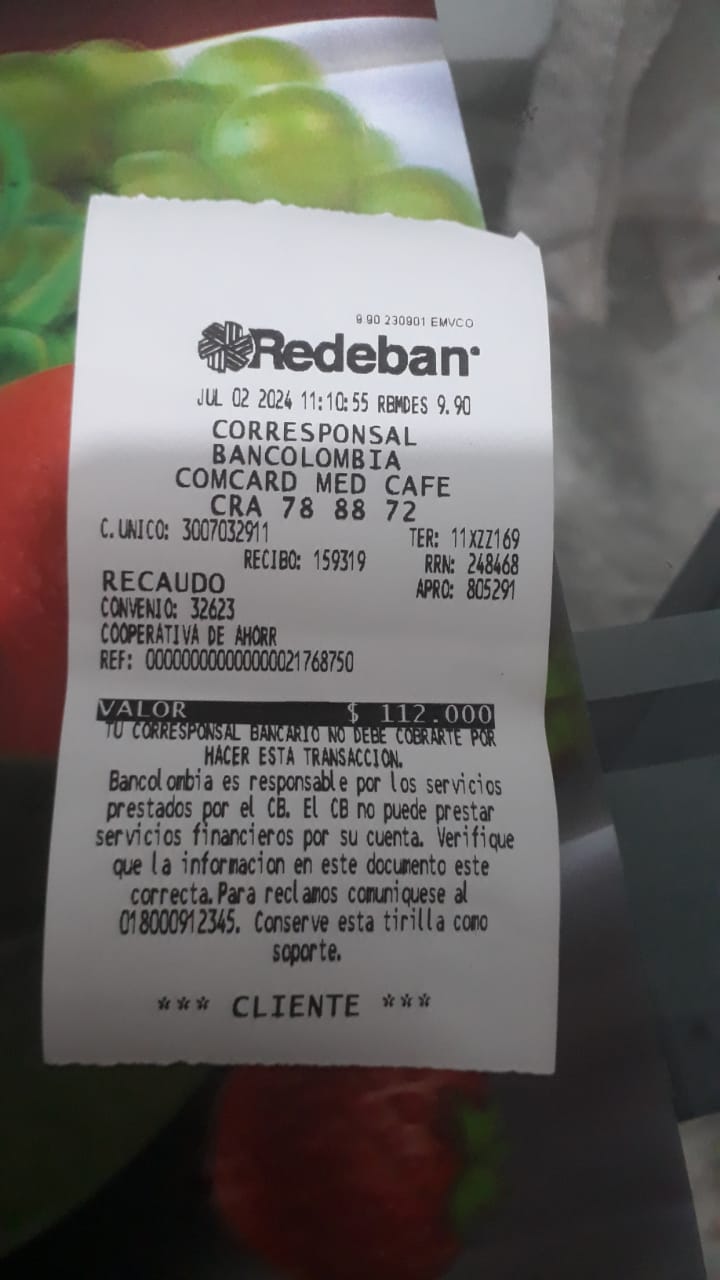 9.90 230901 EMVCO
Redeban
JUL 02 2024 11:10:55 RBMDES 9.90
CORRESPONSAL
BANCOLOMBIA
COMCARD MED CAFE
CRA 78 88 72
C.UNICO: 3007032911 TER: 11XZZ169
RECIBO: 159319 RRN: 248468
RECAUDO APRO: 805291
CONVENIO: 32623
COOPERATIVA DE AHORR
REF: 000000000000000021768750
VALOR $ 112.000
TU CORRESPONSAL BANCARIO NO DEBE COBRARTE POR
HACER ESTA TRANSACCION.
Bancolombia es responsable por los servicios
prestados por el CB. El CB no puede prestar
servicios financieros por su cuenta. Verifique
que la informacion en este documento este
correcta.Para reclamos comuniquese al
018000912345. Conserve esta tirilla como
soporte.
*** CLIENTE ***